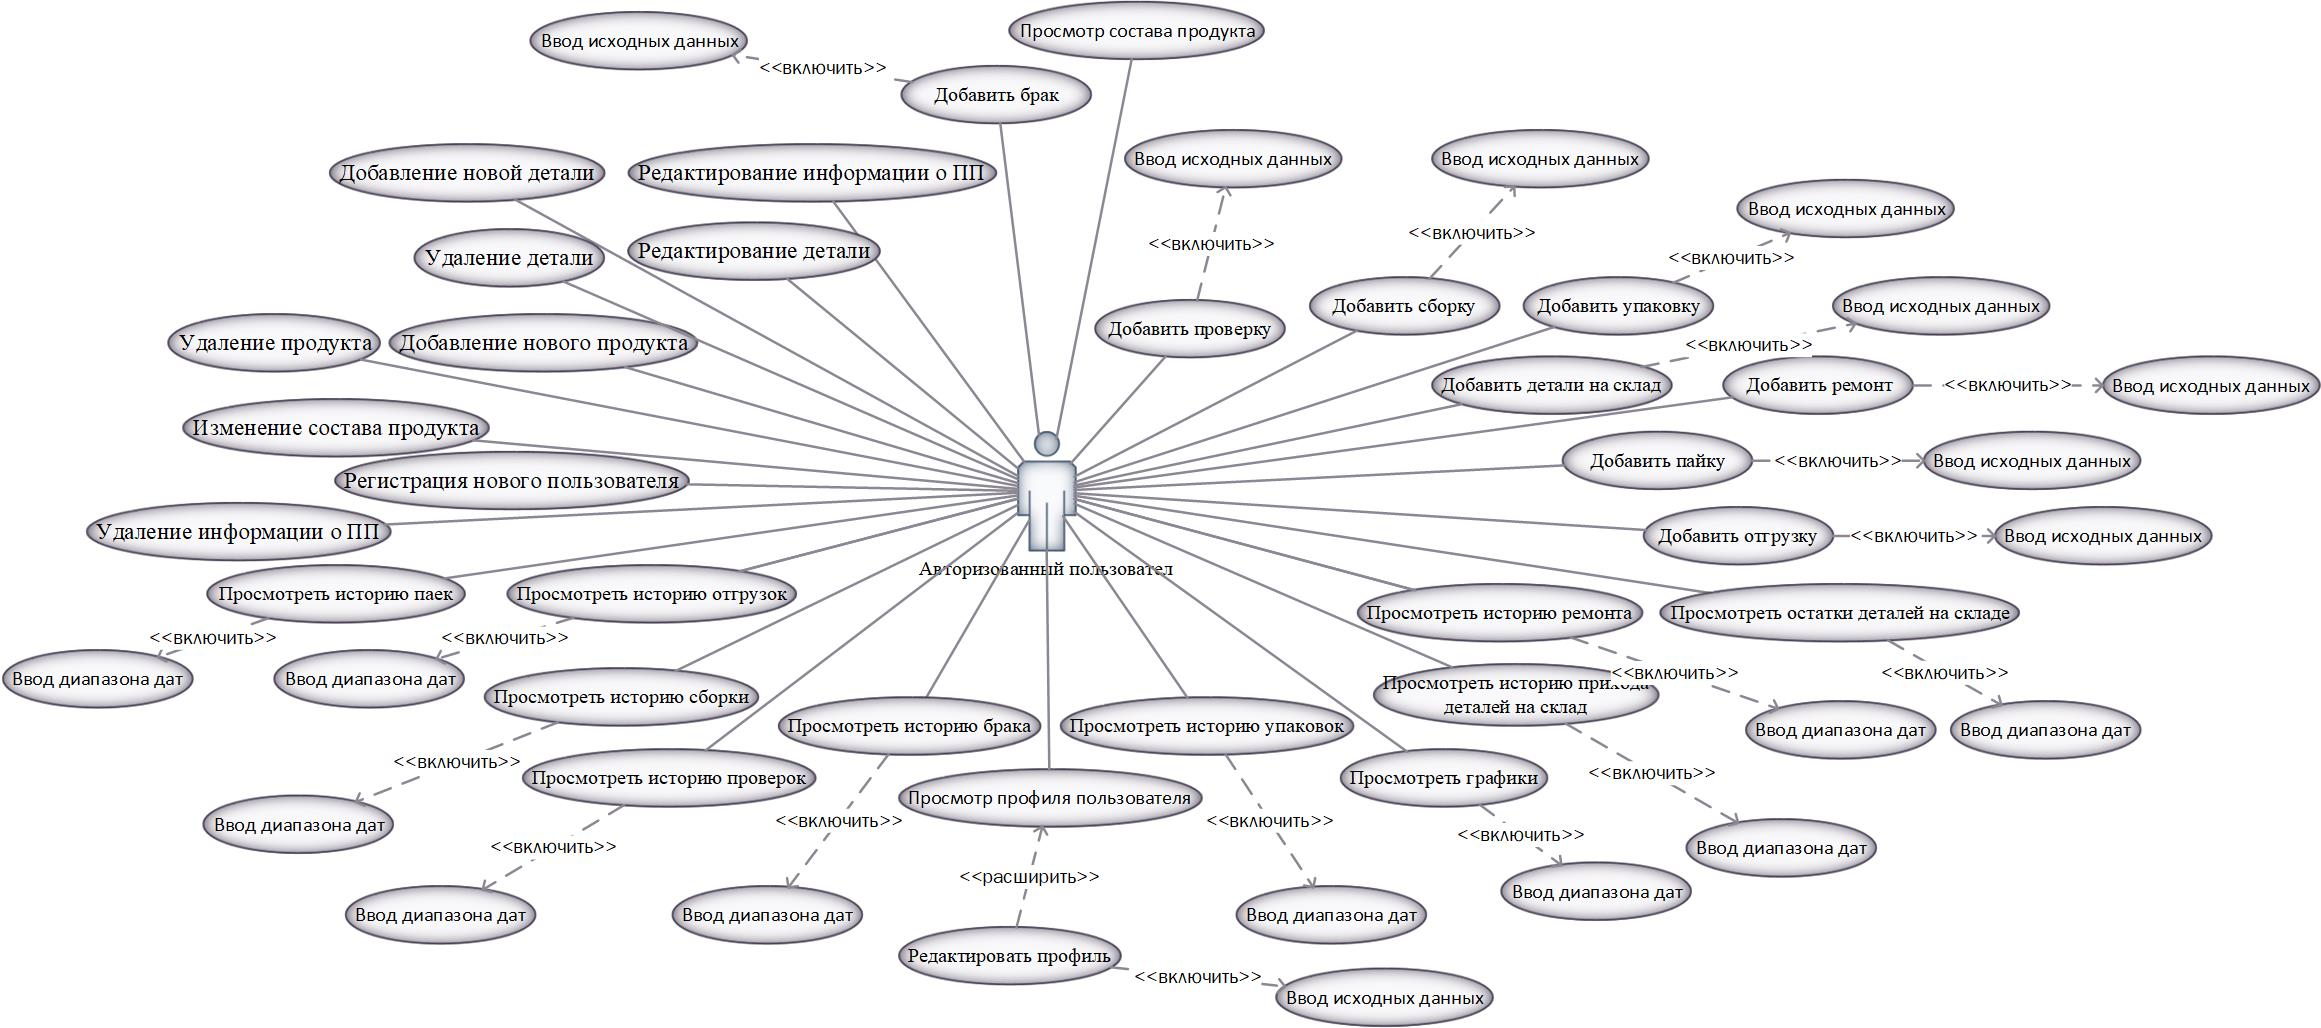 Просмотр состава продукта
Ввод исходных данных
<<включить>>
Добавить брак
Ввод исходных данных
Ввод исходных данных
Добавление новой детали
Редактирование информации о ПП
Ввод исходных данных
<<включить>>
<<включить>>
Удаление детали
Редактирование детали
<<включить>>
Добавить сборку
Добавить упаковку
Ввод исходных данных
Добавить проверку
Удаление продукта
Добавление нового продукта
<<включить>>
Добавить детали на склад
Добавить ремонт
<<включить>>
Ввод исходных данных
Изменение состава продукта
Добавить пайку
<<включить>>
Ввод исходных данных
Регистрация нового пользователя
Удаление информации о ПП
Добавить отгрузку
<<включить>>
Ввод исходных данных
Авторизованный пользовател
Просмотреть историю паек
Просмотреть историю отгрузок
Просмотреть историю ремонта
Просмотреть остатки деталей на складе
<<включить>>
<<включить>>
<<включить>>
<<включить>>
Ввод диапазона дат
Ввод диапазона дат
Просмотреть историю сборки
Просмотреть историю прихода
деталей на склад
Просмотреть историю брака
Просмотреть историю упаковок
Ввод диапазона дат
Ввод диапазона дат
<<включить>>
<<включить>>
Просмотреть историю проверок
Просмотреть графики
Просмотр профиля пользователя
Ввод диапазона дат
<<включить>>
<<включить>>
<<включить>>
<<включить>>
Ввод диапазона дат
<<расширить>>
Ввод диапазона дат
Ввод диапазона дат
Ввод диапазона дат
Ввод диапазона дат
Редактировать профиль
<<включить>>
Ввод исходных данных